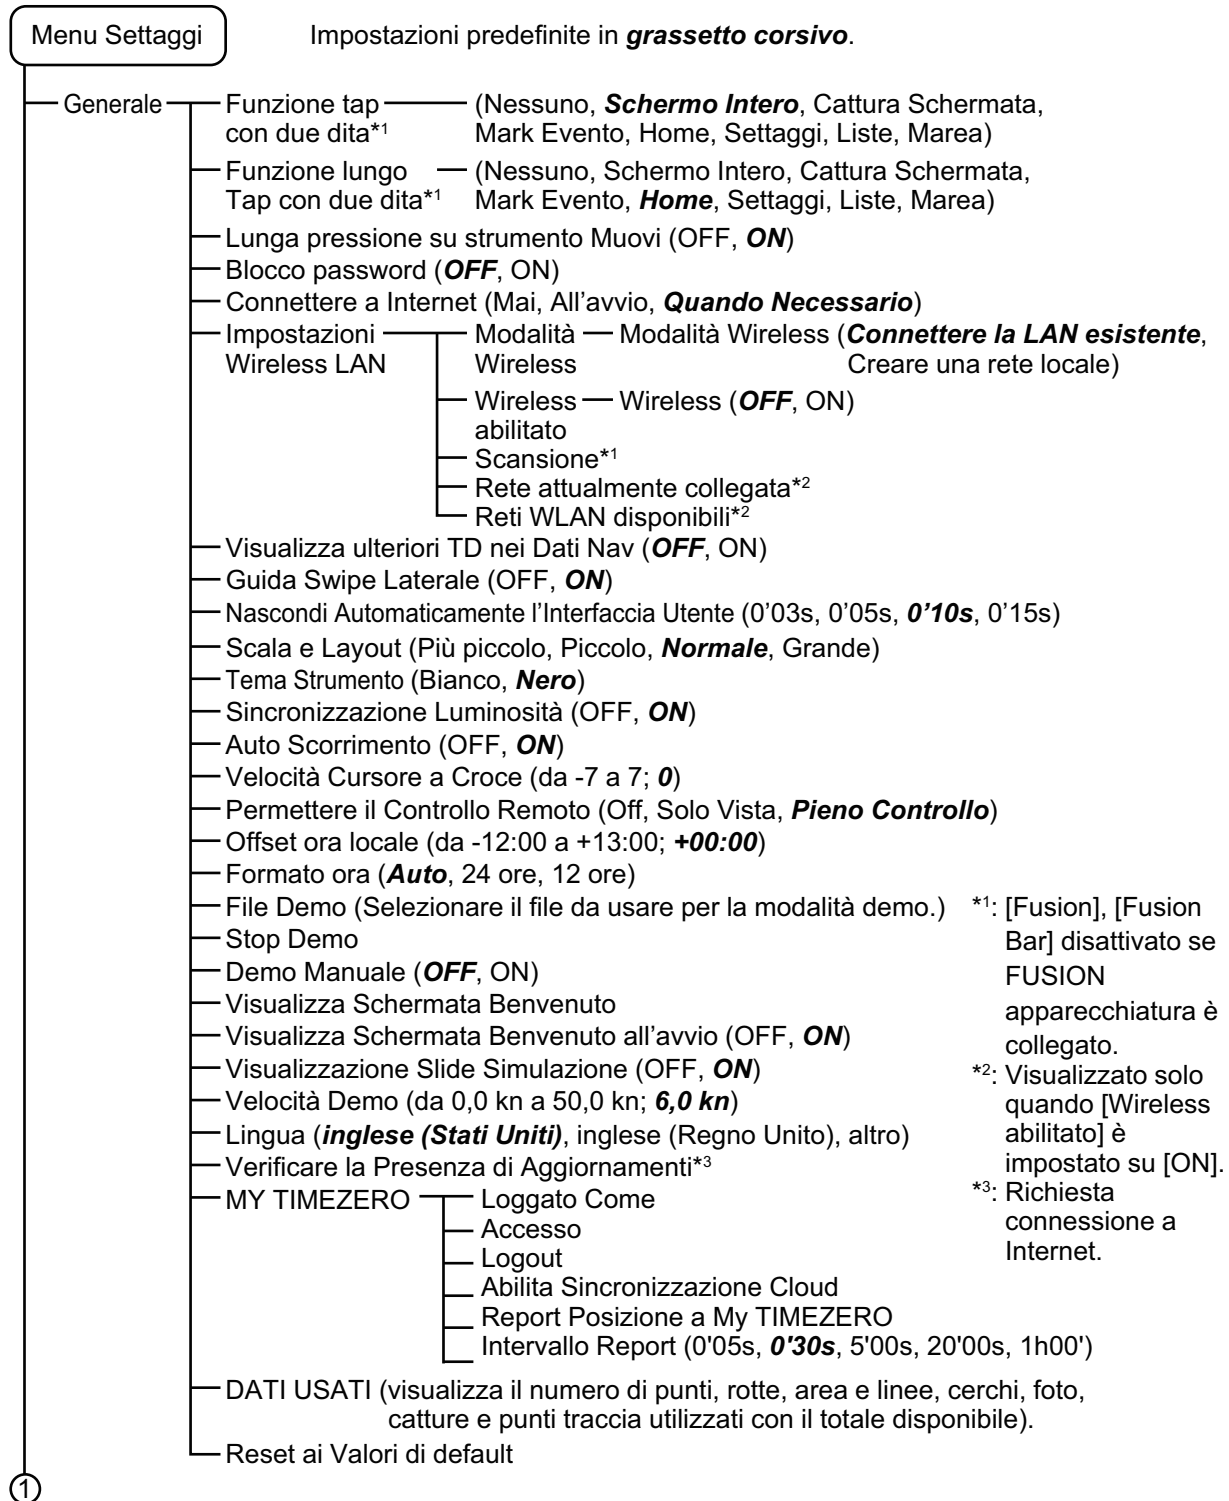 Menu Settaggi
Impostazioni predefinite in grassetto corsivo.
Generale
Funzione tap
con due dita*1
(Nessuno, Schermo Intero, Cattura Schermata,
Mark Evento, Home, Settaggi, Liste, Marea)
Funzione lungo
Tap con due dita*1
(Nessuno, Schermo Intero, Cattura Schermata,
Mark Evento, Home, Settaggi, Liste, Marea)
Lunga pressione su strumento Muovi (OFF, ON)
Blocco password (OFF, ON)
Connettere a Internet (Mai, All'avvio, Quando Necessario)
Impostazioni
Wireless LAN
Modalità
Wireless
Modalità Wireless (Connettere la LAN esistente,
Creare una rete locale)
Wireless
abilitato
Wireless (OFF, ON)
Scansione*1
Rete attualmente collegata*2
Reti WLAN disponibili*2
Visualizza ulteriori TD nei Dati Nav (OFF, ON)
Guida Swipe Laterale (OFF, ON)
Nascondi Automaticamente l'Interfaccia Utente (0'03s, 0'05s, 0'10s, 0'15s)
Scala e Layout (Più piccolo, Piccolo, Normale, Grande)
Tema Strumento (Bianco, Nero)
Sincronizzazione Luminosità (OFF, ON)
Auto Scorrimento (OFF, ON)
Velocità Cursore a Croce (da -7 a 7; 0)
Permettere il Controllo Remoto (Off, Solo Vista, Pieno Controllo)
Offset ora locale (da -12:00 a +13:00; +00:00)
Formato ora (Auto, 24 ore, 12 ore)
File Demo (Selezionare il file da usare per la modalità demo.)
Stop Demo
Demo Manuale (OFF, ON)
Visualizza Schermata Benvenuto
Visualizza Schermata Benvenuto all'avvio (OFF, ON)
Visualizzazione Slide Simulazione (OFF, ON)
Velocità Demo (da 0,0 kn a 50,0 kn; 6,0 kn)
Lingua (inglese (Stati Uniti), inglese (Regno Unito), altro)
Verificare la Presenza di Aggiornamenti*3
MY TIMEZERO
Loggato Come
Accesso
Logout
Abilita Sincronizzazione Cloud
Report Posizione a My TIMEZERO
Intervallo Report (0'05s, 0'30s, 5'00s, 20'00s, 1h00')
DATI USATI (visualizza il numero di punti, rotte, area e linee, cerchi, foto,
catture e punti traccia utilizzati con il totale disponibile).
Reset ai Valori di default
*1: [Fusion], [Fusion
Bar] disattivato se
FUSION
apparecchiatura è
collegato.
*2: Visualizzato solo
quando [Wireless
abilitato] è
impostato su [ON].
*3: Richiesta
connessione a
Internet.
1